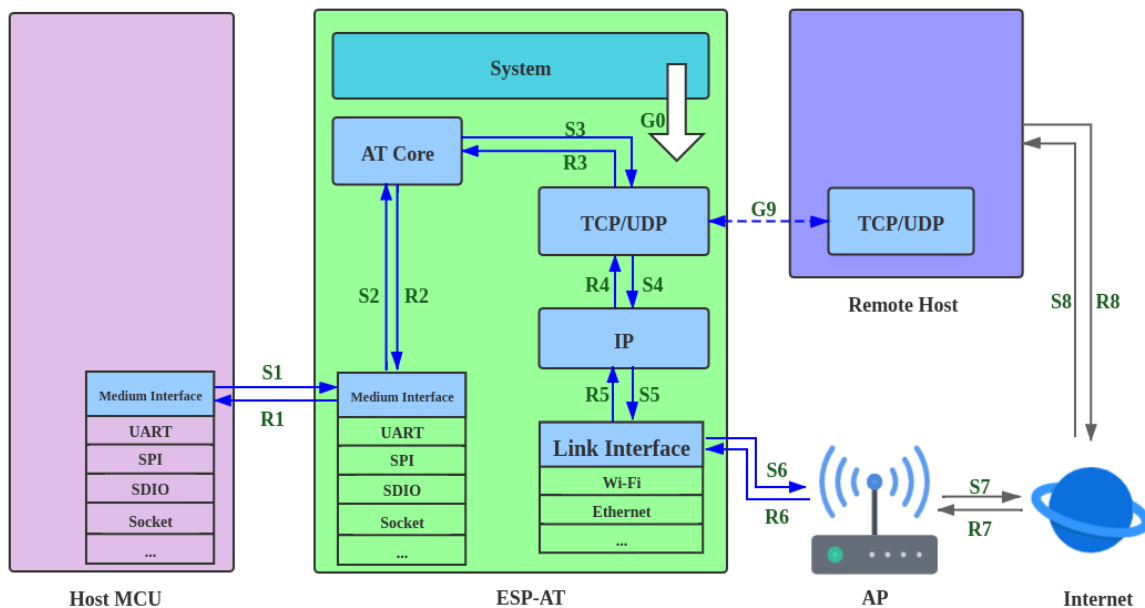 System
G0
AT Core
S3
R3
TCP/UDP
G9
TCP/UDP
S2
R2
R4
S4
Remote Host
S8
R8
IP
S1
R1
Medium Interface
UART
SPI
SDIO
Socket
...
Medium Interface
UART
SPI
SDIO
Socket
...
R5
S5
Link Interface
Wi-Fi
Ethernet
...
S6
R6
S7
R7
Host MCU
ESP-AT
AP
Internet